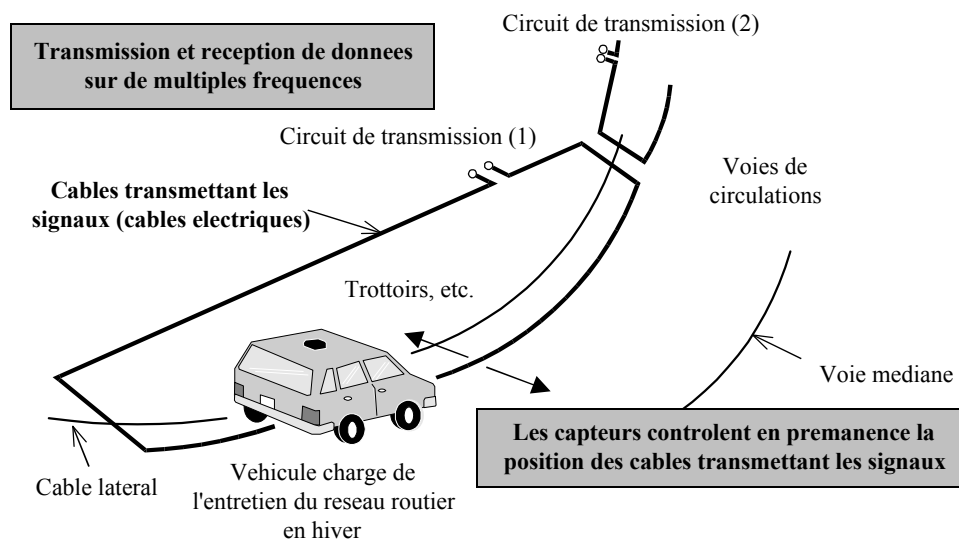 Circuit de transmission (2)
Transmission et reception de donnees
sur de multiples frequences
Circuit de transmission (1)
Voies de
circulations
Cables transmettant les
signaux (cables electriques)
Trottoirs, etc.
Voie mediane
Les capteurs controlent en premanence la
position des cables transmettant les signaux
Cable lateral
Vehicule charge de
l'entretien du reseau routier
en hiver